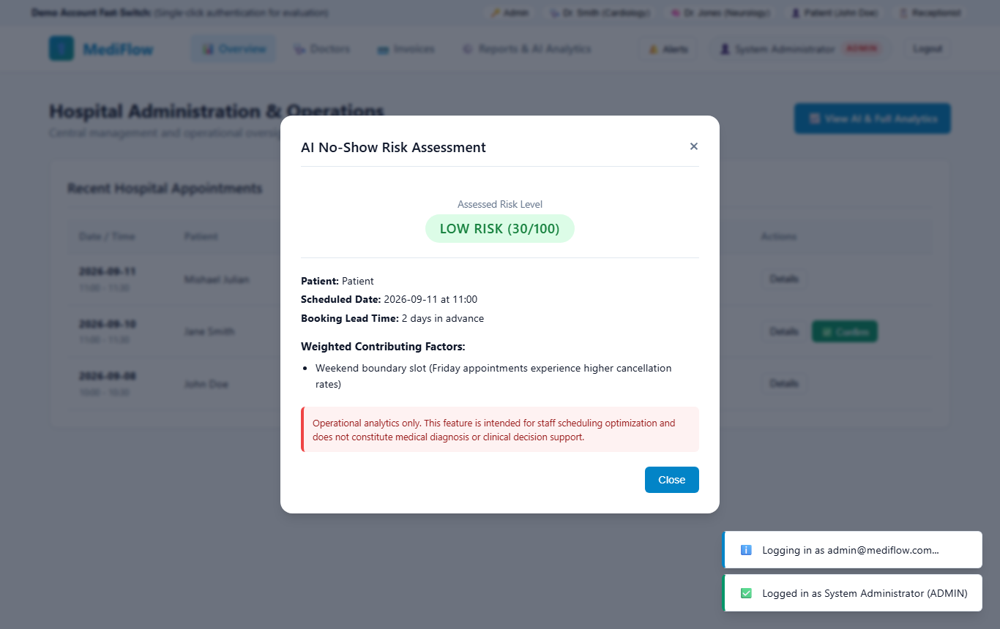 Demo Account Fast Switch: (Single-click authentication for evaluation)
Admin
Dr. Smith (Cardiology)
Dr. Jones (Neurology)
Patient (John Doe)
Receptionist
MediFlow
Overview
Doctors
Invoices
Reports & AI Analytics
Alerts
System Administrator
ADMIN
Logout
Hospital Administration & Operations
Central management and operational
View AI & Full Analytics
Recent Hospital Appointments
Date / Time
Patient
Actions
2026-09-11
11:00 - 11:30
Michael Julian
Details
2026-09-10
11:00 - 11:30
Jane Smith
Details
Confirm
2026-09-08
10:00 - 10:30
John Doe
Details
AI No-Show Risk Assessment
×
Assessed Risk Level
LOW RISK (30/100)
Patient: Patient
Scheduled Date: 2026-09-11 at 11:00
Booking Lead Time: 2 days in advance
Weighted Contributing Factors:
• Weekend boundary slot (Friday appointments experience higher cancellation
rates)
Operational analytics only. This feature is intended for staff scheduling optimization and
does not constitute medical diagnosis or clinical decision support.
Close
Logging in as admin@mediflow.com...
Logged in as System Administrator (ADMIN)